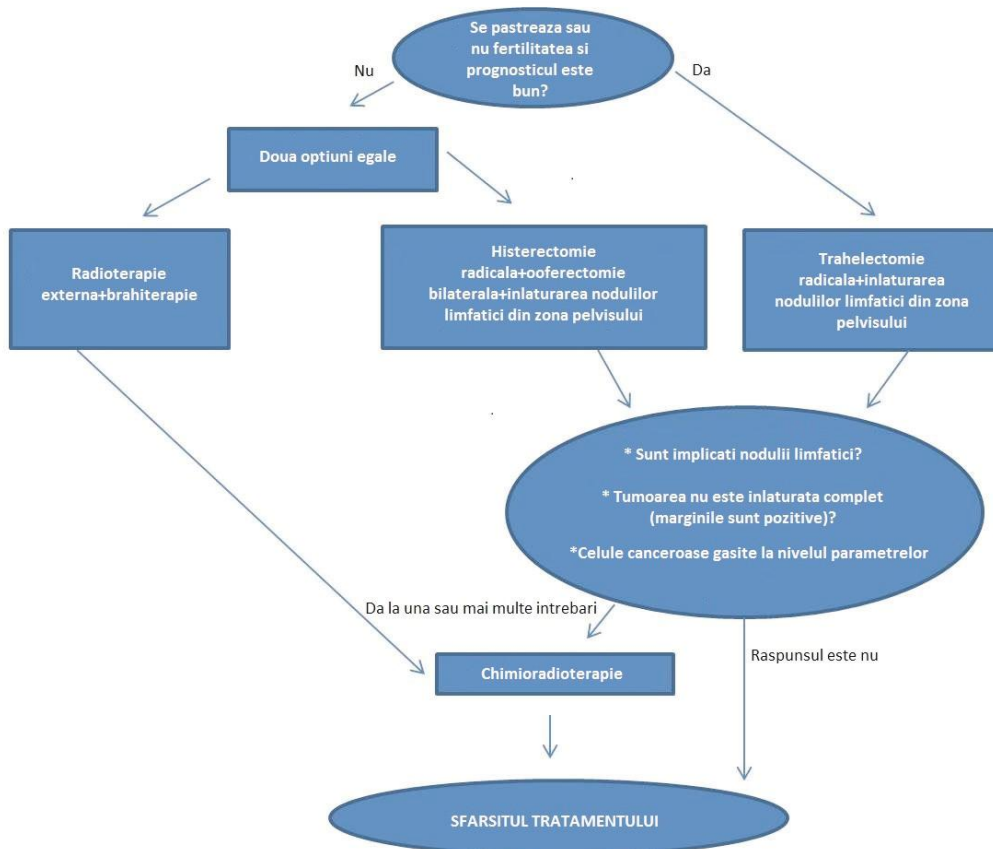 Se pastreaza sau
nu fertilitatea si
prognosticul este
bun?
Nu
Da
Doua optiuni egale
Radioterapie
externa+brahiterapie
Histerectomie
radicala+ooferectomie
bilaterala+inlaturarea nodulilor
limfatici din zona pelvisului
Trahelectomie
radicala+inlaturarea
nodulilor limfatici din zona
pelvisului
* Sunt implicati nodulii limfatici?
* Tumoarea nu este inlaturata complet
(marginile sunt pozitive)?
*Celule canceroase gasite la nivelul parametrelor
Da la una sau mai multe intrebari
Raspunsul este nu
Chimioradioterapie
SFARSITUL TRATAMENTULUI